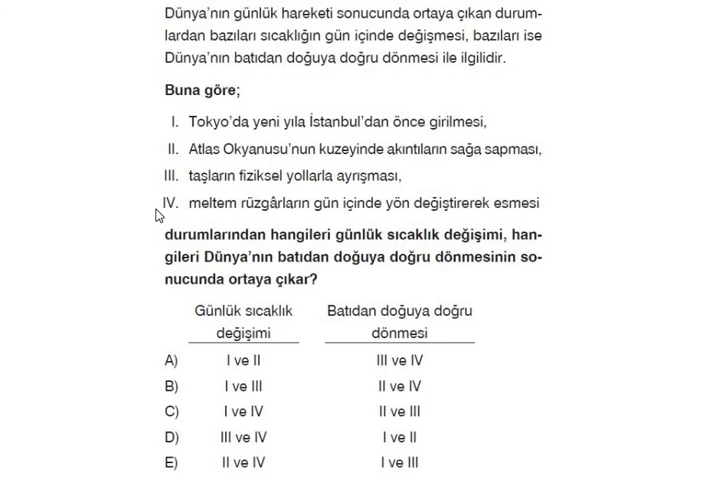 Dünya'nın günlük hareketi sonucunda ortaya çıkan durum-
lardan bazıları sıcaklığın gün içinde değişmesi, bazıları ise
Dünya'nın batıdan doğuya doğru dönmesi ile ilgilidir.
Buna göre;
I. Tokyo'da yeni yıla İstanbul'dan önce girilmesi,
II. Atlas Okyanusu'nun kuzeyinde akıntıların sağa sapması,
III. taşların fiziksel yollarla ayrışması,
IV. meltem rüzgârların gün içinde yön değiştirerek esmesi
durumlarından hangileri günlük sıcaklık değişimi, han-
gileri Dünya'nın batıdan doğuya doğru dönmesinin so-
nucunda ortaya çıkar?
Günlük sıcaklık Batıdan doğuya doğru
değişimi dönmesi
A) I ve II III ve IV
B) I ve III II ve IV
C) I ve IV II ve III
D) III ve IV I ve II
E) II ve IV I ve III